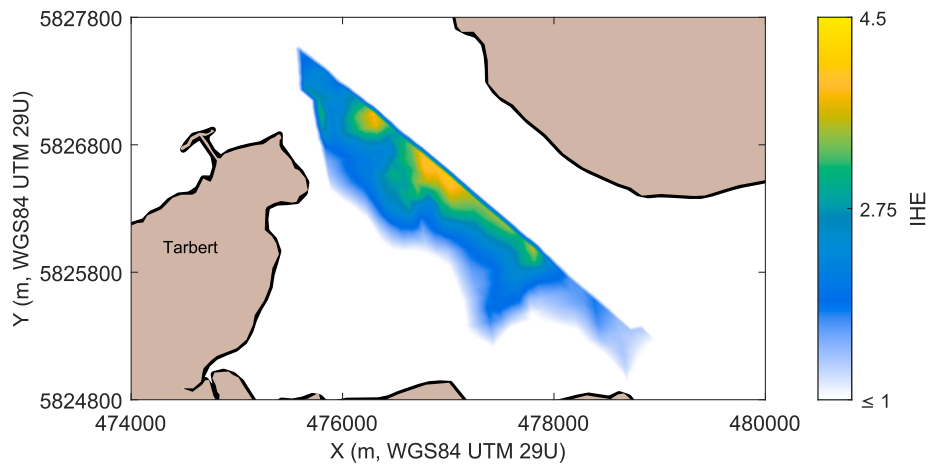 5827800
5826800
5825800
5824800
Y (m, WGS84 UTM 29U)
Tarbert
474000
476000
478000
480000
X (m, WGS84 UTM 29U)
4.5
2.75
≤ 1
IHE